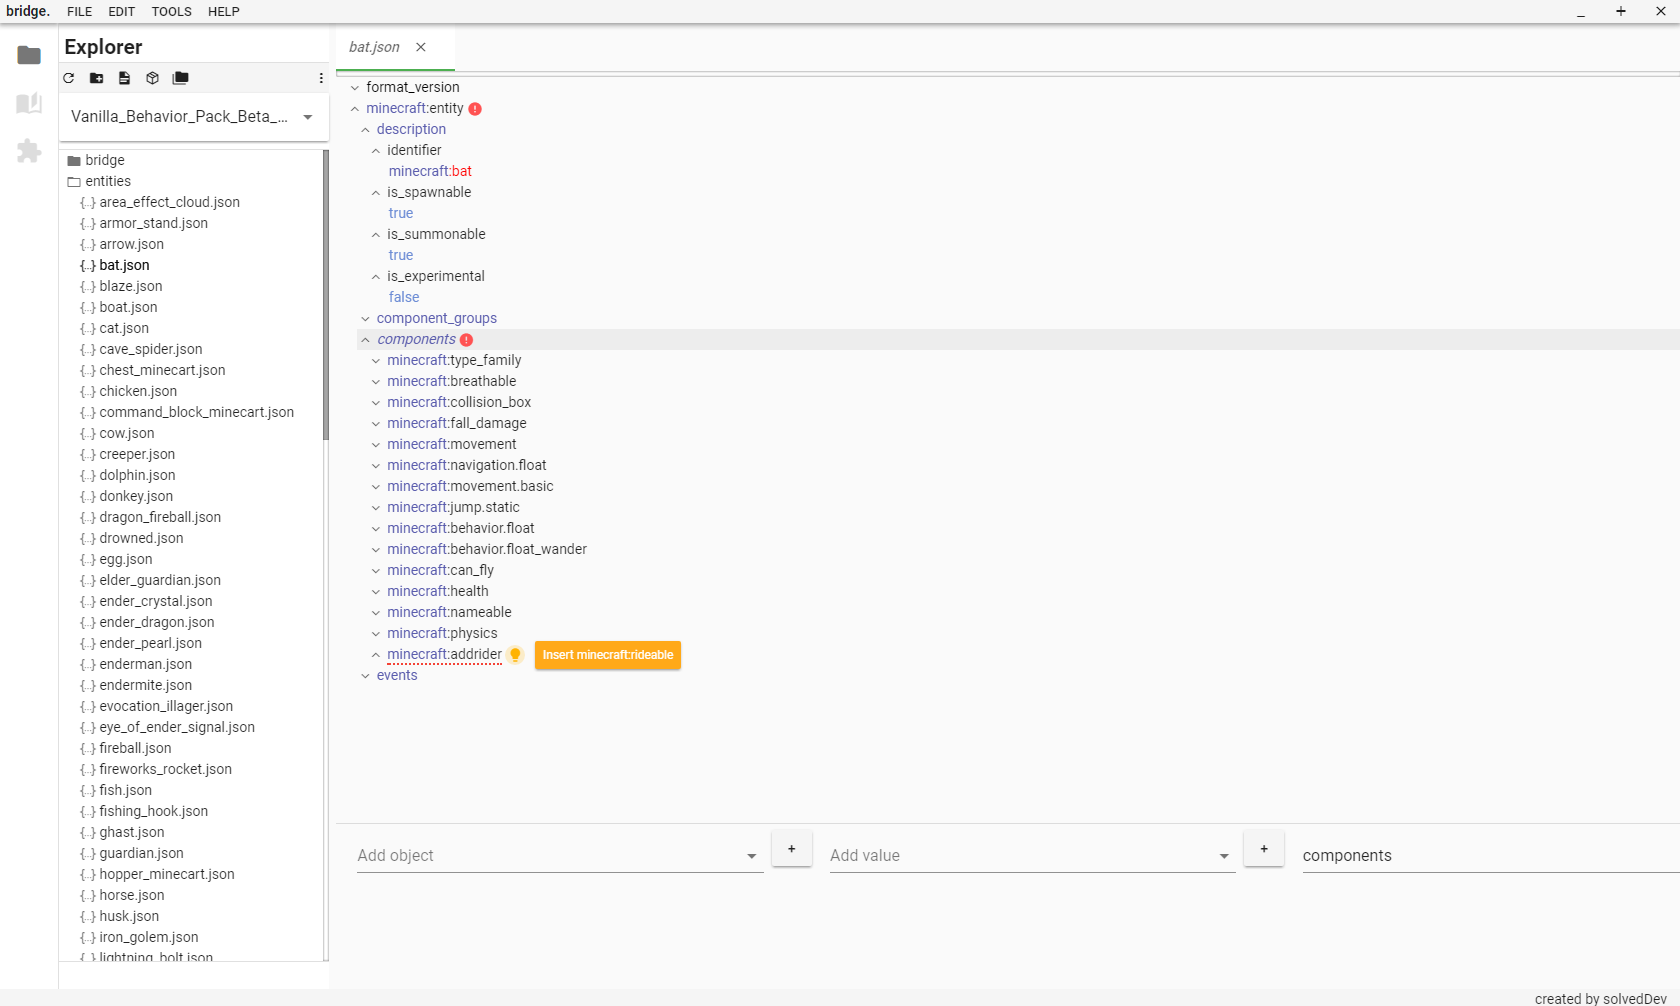 bridge. FILE EDIT TOOLS HELP
Explorer
Vanilla_Behavior_Pack_Beta_...
bridge
entities
{..} area_effect_cloud.json
{..} armor_stand.json
{..} arrow.json
{..} bat.json
{..} blaze.json
{..} boat.json
{..} cat.json
{..} cave_spider.json
{..} chest_minecart.json
{..} chicken.json
{..} command_block_minecart.json
{..} cow.json
{..} creeper.json
{..} dolphin.json
{..} donkey.json
{..} dragon_fireball.json
{..} drowned.json
{..} egg.json
{..} elder_guardian.json
{..} ender_crystal.json
{..} ender_dragon.json
{..} ender_pearl.json
{..} enderman.json
{..} endermite.json
{..} evocation_illager.json
{..} eye_of_ender_signal.json
{..} fireball.json
{..} fireworks_rocket.json
{..} fish.json
{..} fishing_hook.json
{..} ghast.json
{..} guardian.json
{..} hopper_minecart.json
{..} horse.json
{..} husk.json
{..} iron_golem.json
{..} lightning_bolt.json
bat.json
format_version
minecraft:entity
description
identifier
minecraft:bat
is_spawnable
true
is_summonable
true
is_experimental
false
component_groups
components
minecraft:type_family
minecraft:breathable
minecraft:collision_box
minecraft:fall_damage
minecraft:movement
minecraft:navigation.float
minecraft:movement.basic
minecraft:jump.static
minecraft:behavior.float
minecraft:behavior.float_wander
minecraft:can_fly
minecraft:health
minecraft:nameable
minecraft:physics
minecraft:addrider Insert minecraft:rideable
events
Add object + Add value + components
created by solvedDev